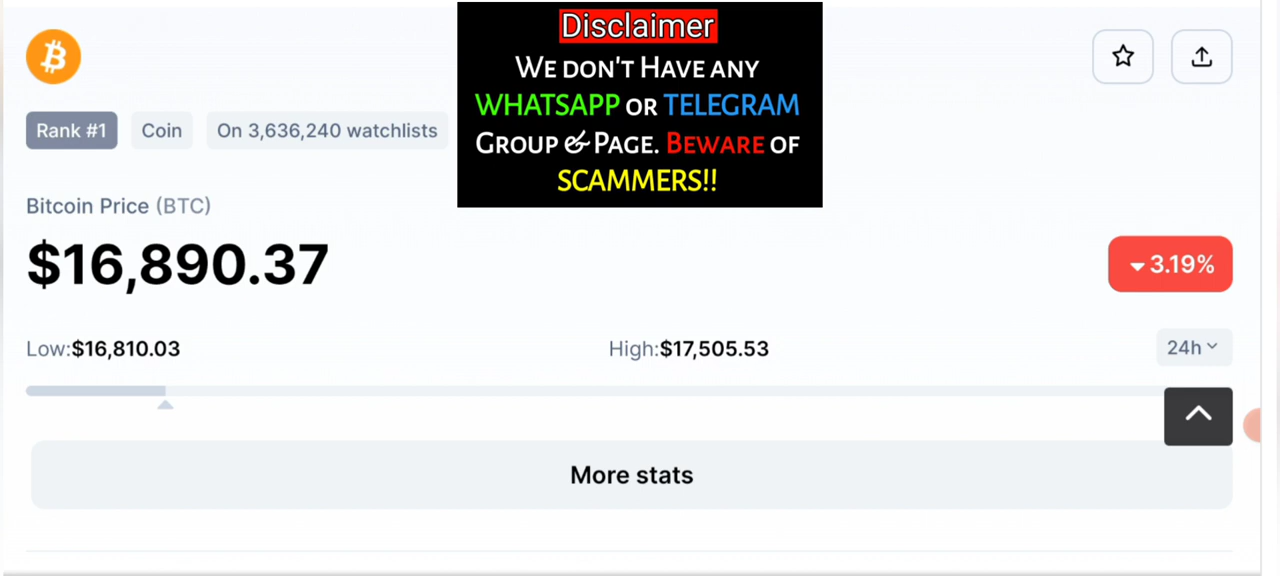 Disclaimer
WE DON'T HAVE ANY
WHATSAPP OR TELEGRAM
GROUP & PAGE. BEWARE OF
SCAMMERS!!
Rank #1 Coin On 3,636,240 watchlists
Bitcoin Price (BTC)
$16,890.37 3.19%
Low:$16,810.03 High:$17,505.53 24h
More stats